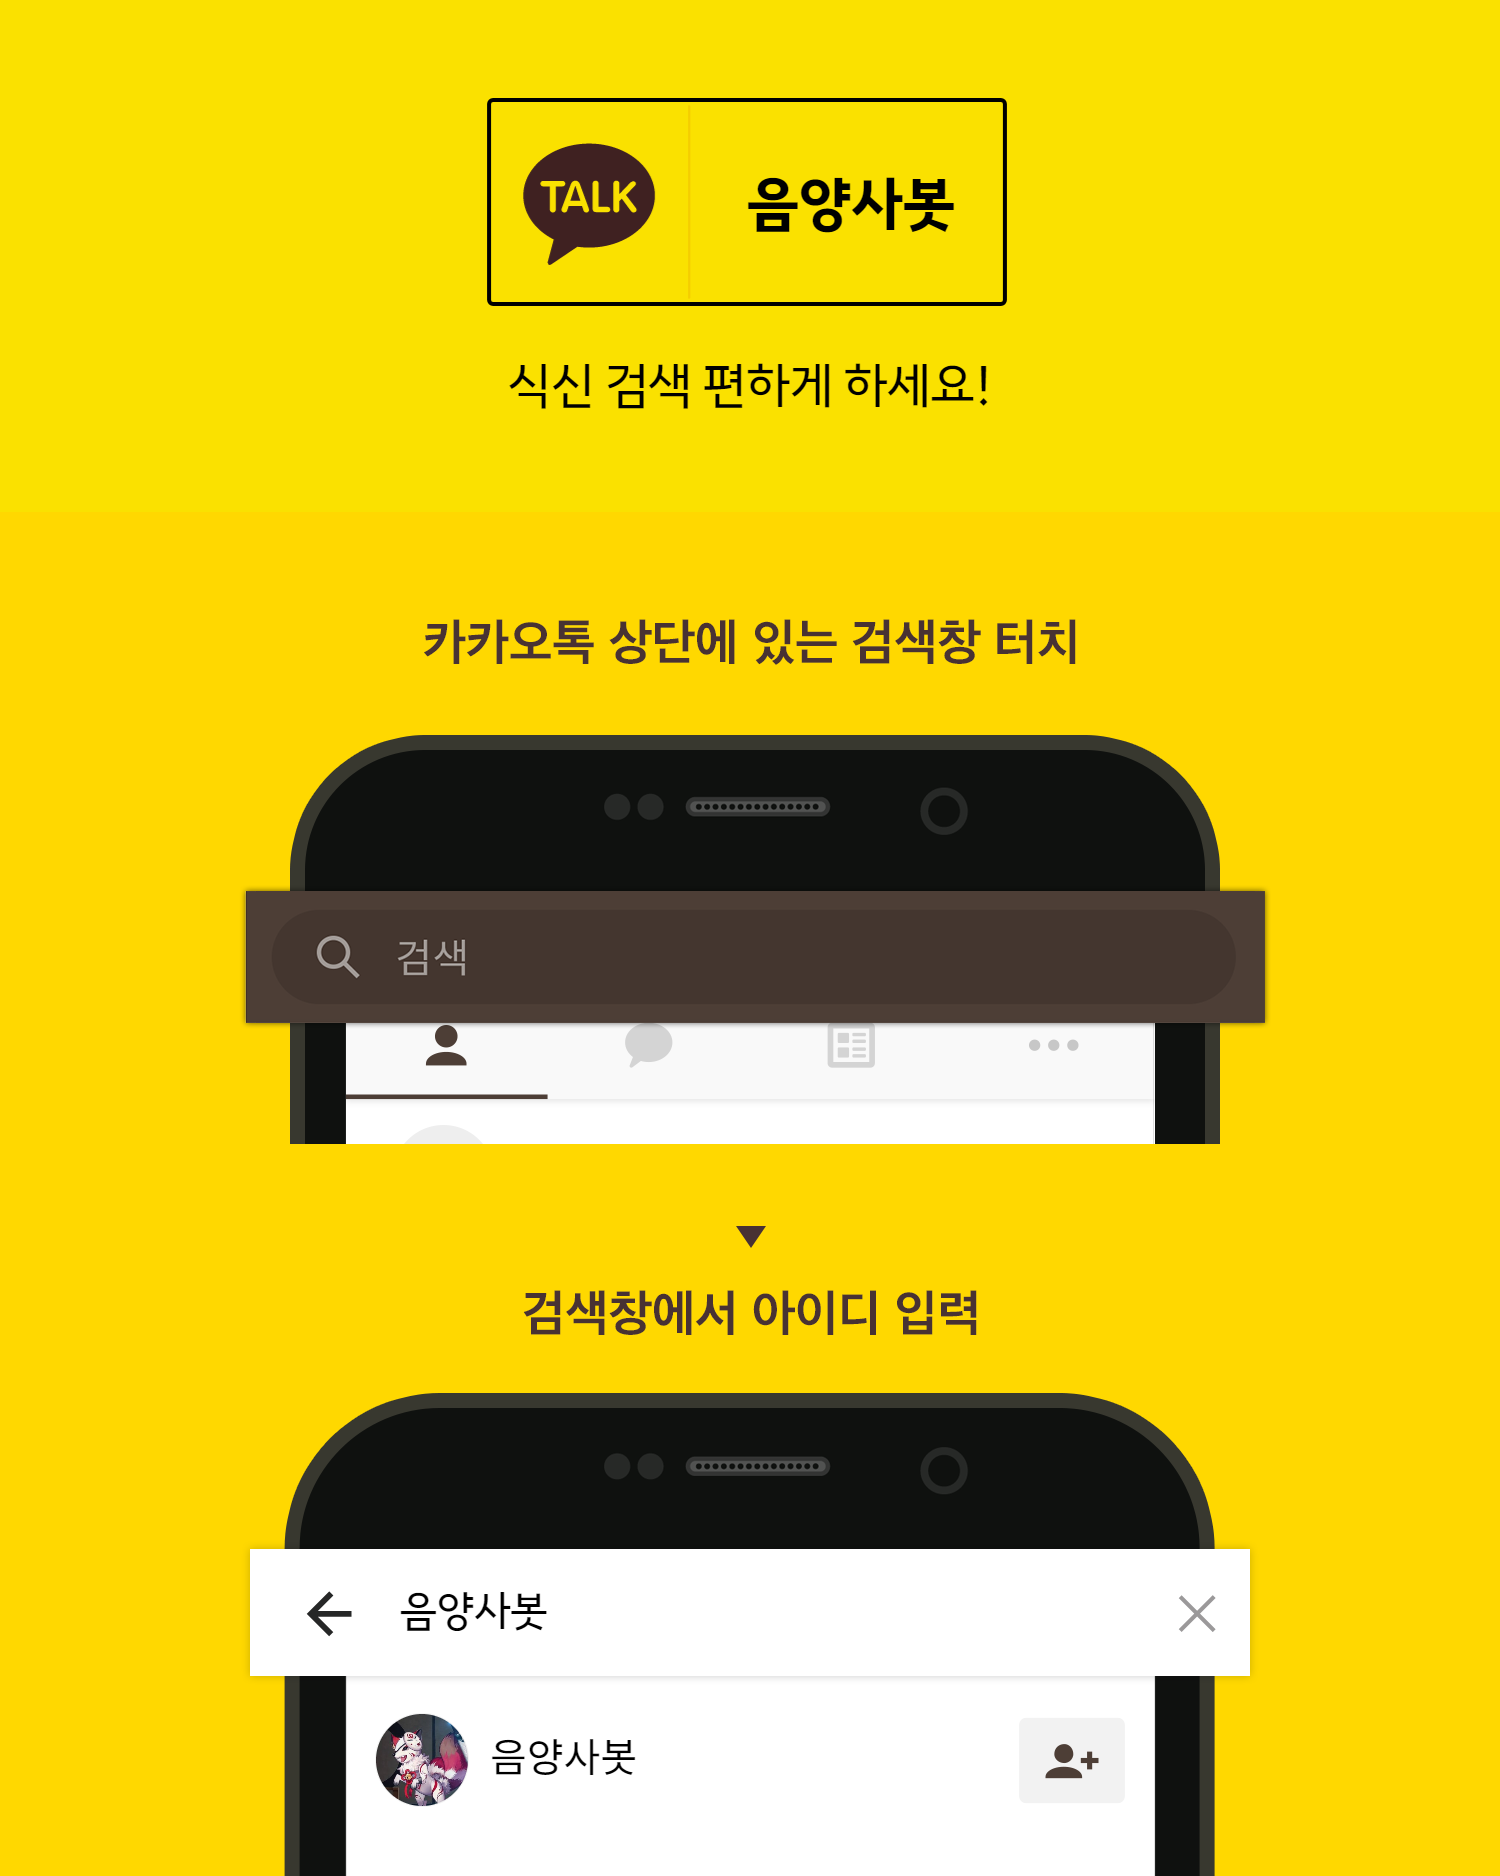 TALK
음양사봇
식신 검색 편하게 하세요!
카카오톡 상단에 있는 검색창 터치
검색
검색창에서 아이디 입력
음양사봇
음양사봇